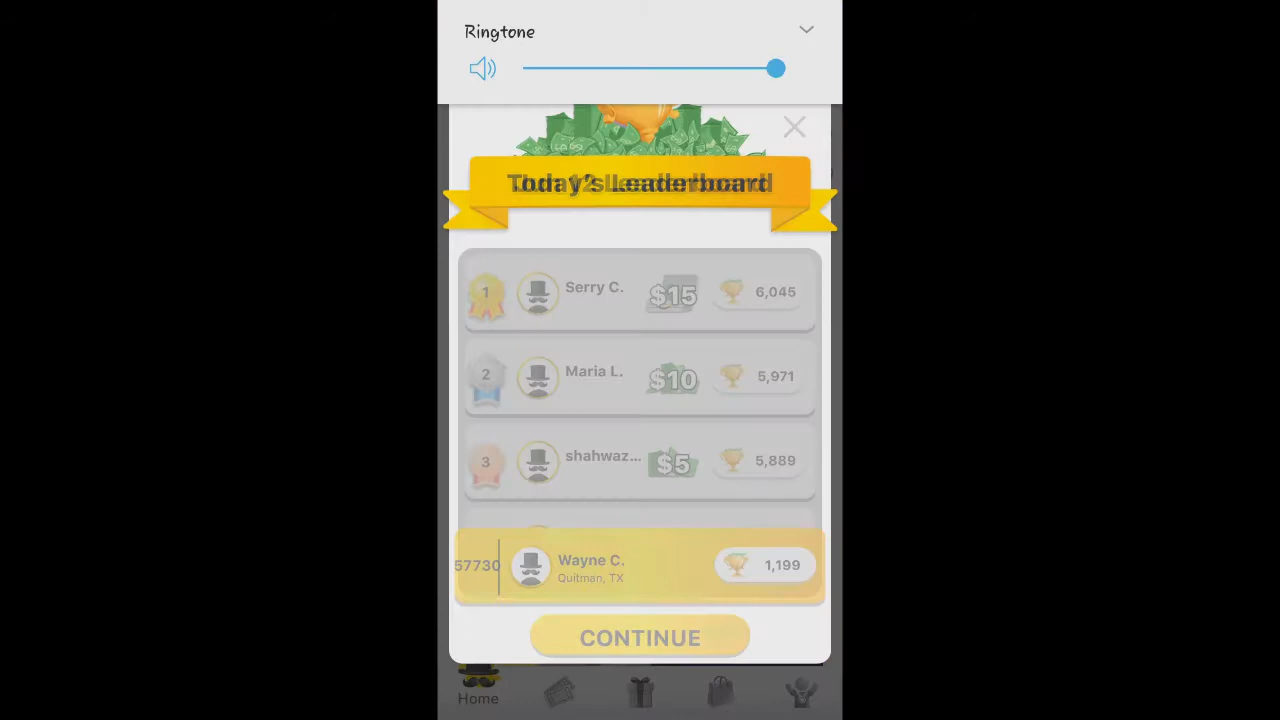 Ringtone
Today's Leaderboard
1 Serry C. $15 6,045
2 Maria L. $10 5,971
3 shahwaz... $5 5,889
57730 Wayne C. 1,199
Quitman, TX
CONTINUE
Home